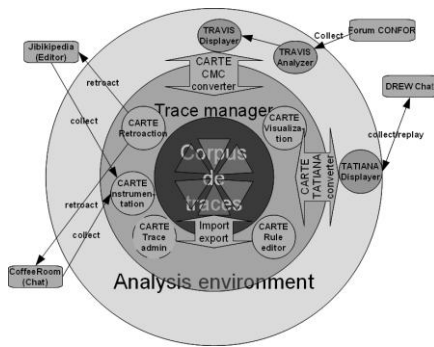 TRAVIS
Displayer
Collect
Forum CONFOR
TRAVIS
Analyzer
Jibikipedia
(Editor)
CARTE
CMC
converter
DREW Chat
retroact
Trace manager
collect
CARTE
Retroaction
CARTE
Visualiza
tion
collect/replay
Corpus
de
traces
CARTE
TATIANA
converter
TATIANA
Displayer
CARTE
Instrumen-
tation
retroact
collect
CARTE
Trace
admin
Import
export
CARTE
Rule
editor
CoffeeRoom
(Chat)
Analysis environment